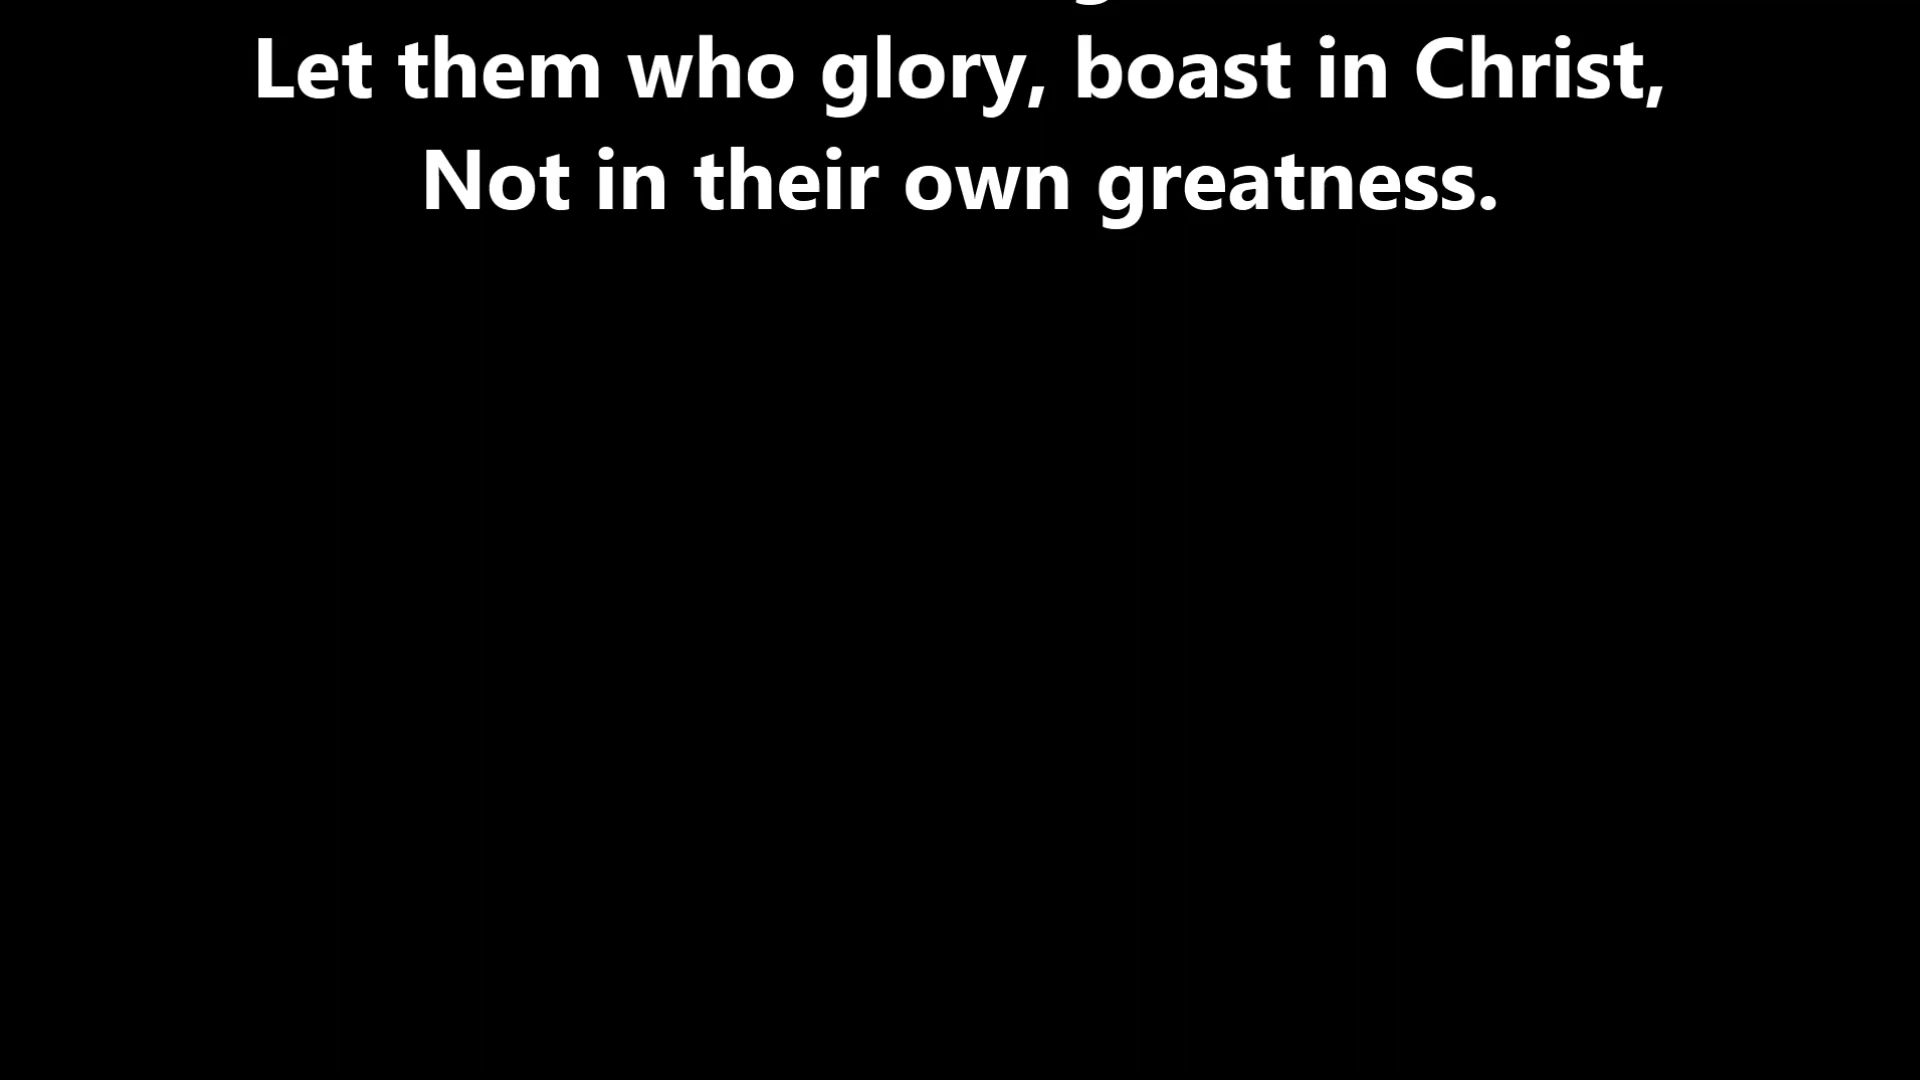 Let them who glory, boast in Christ,
Not in their own greatness.